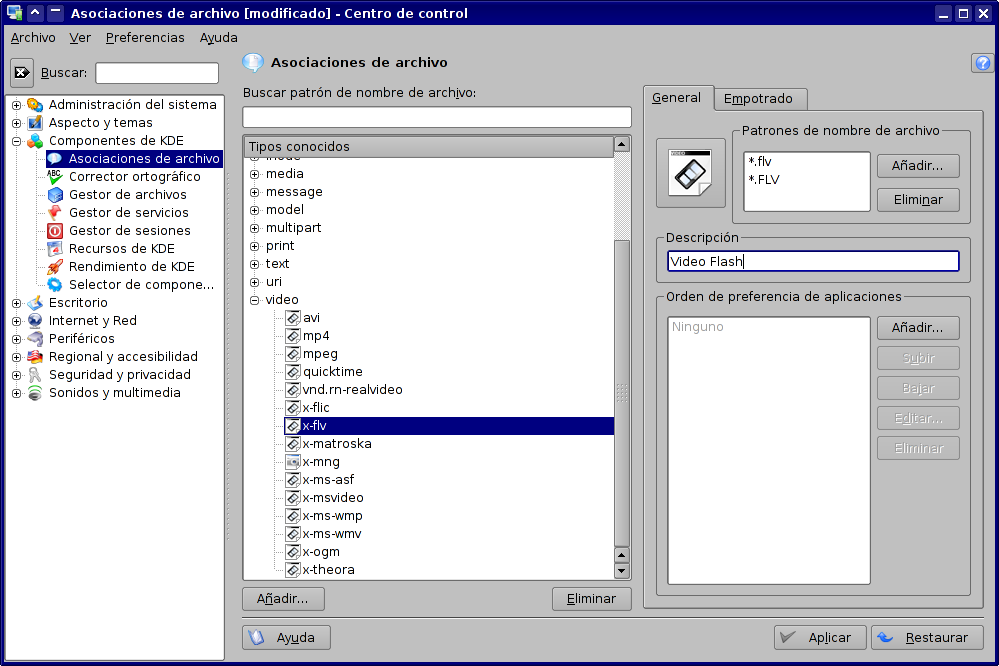 Asociaciones de archivo [modificado] - Centro de control
Archivo Ver Preferencias Ayuda
Buscar:
Administración del sistema
Aspecto y temas
Componentes de KDE
Asociaciones de archivo
Corrector ortográfico
Gestor de archivos
Gestor de servicios
Gestor de sesiones
Recursos de KDE
Rendimiento de KDE
Selector de compone...
Escritorio
Internet y Red
Periféricos
Regional y accesibilidad
Seguridad y privacidad
Sonidos y multimedia
Asociaciones de archivo
Buscar patrón de nombre de archivo:
Tipos conocidos
media
message
model
multipart
print
text
uri
video
avi
mp4
mpeg
quicktime
vnd.rn-realvideo
x-flic
x-flv
x-matroska
x-mng
x-ms-asf
x-msvideo
x-ms-wmp
x-ms-wmv
x-ogm
x-theora
Añadir...
Eliminar
General
Empotrado
Patrones de nombre de archivo
*.flv
*.FLV
Añadir...
Eliminar
Descripción
Video Flash
Orden de preferencia de aplicaciones
Ninguno
Añadir...
Subir
Bajar
Editar...
Eliminar
Ayuda
Aplicar
Restaurar